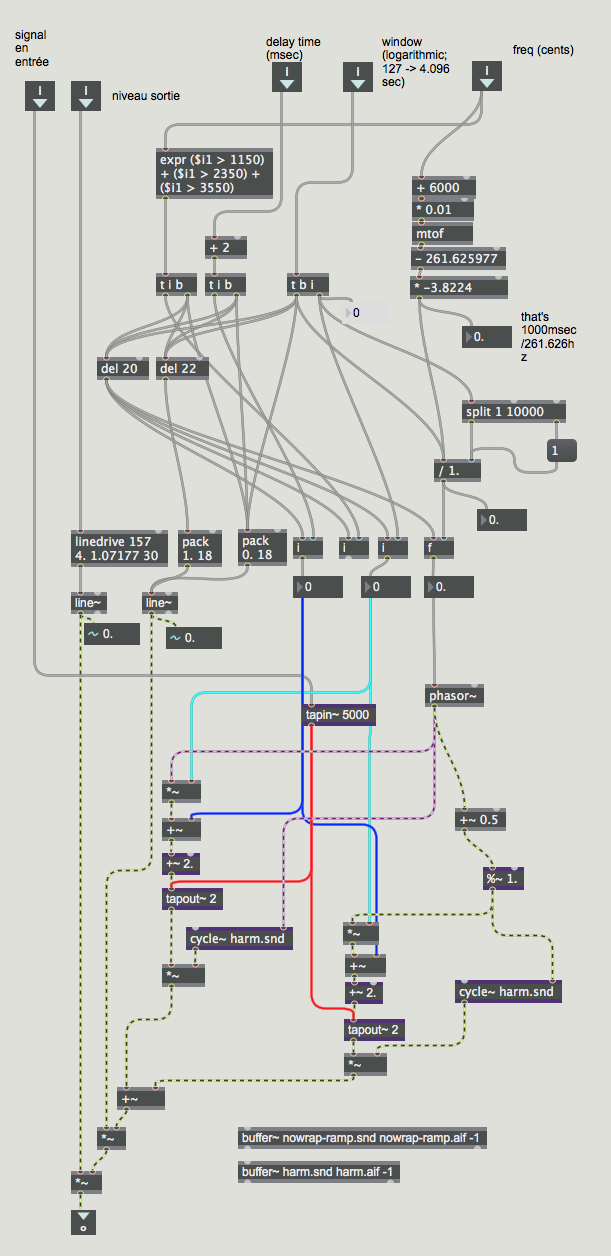 signal
en
entrée
niveau sortie
delay time
(msec)
window
(logarithmic;
127 -> 4.096
sec)
freq (cents)
expr ($i1 > 1150)
+ ($i1 > 2350) +
($i1 > 3550)
+ 6000
* 0.01
mtof
- 261.625977
* -3.8224
+ 2
t i b
t i b
t b i
0
0.
that's
1000msec
/261.626h
z
del 20
del 22
split 1 10000
1
/ 1.
0.
linedrive 157
4. 1.07177 30
pack
1. 18
pack
0. 18
i
i
i
f
0
0
0.
line~
line~
~ 0.
~ 0.
phasor~
tapin~ 5000
*~
+~
+~ 2.
tapout~ 2
+~ 0.5
%~ 1.
cycle~ harm.snd
*~
*~
+~
+~ 2.
cycle~ harm.snd
tapout~ 2
*~
+~
*~
buffer~ nowrap-ramp.snd nowrap-ramp.aif -1
buffer~ harm.snd harm.aif -1
*~
o